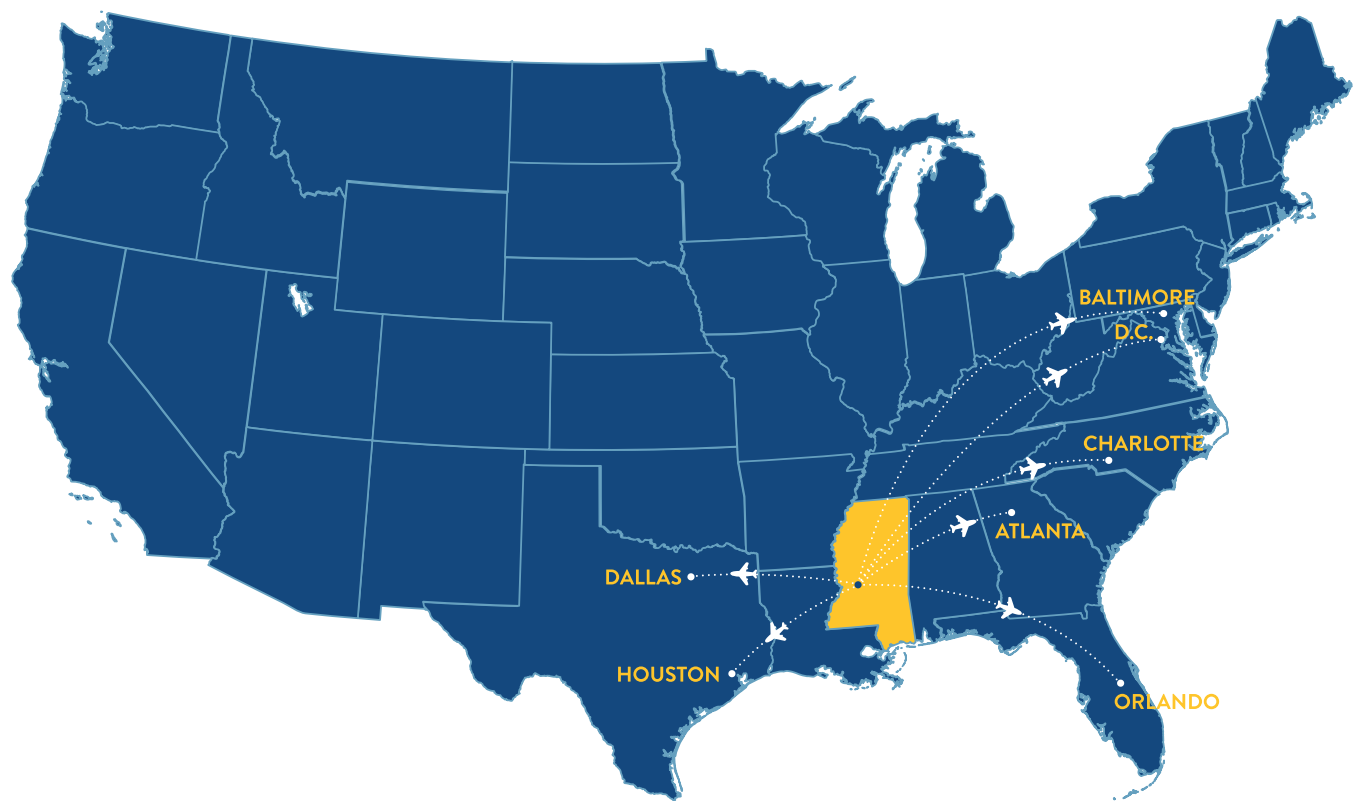 BALTIMORE
D.C.
CHARLOTTE
ATLANTA
DALLAS
HOUSTON
ORLANDO